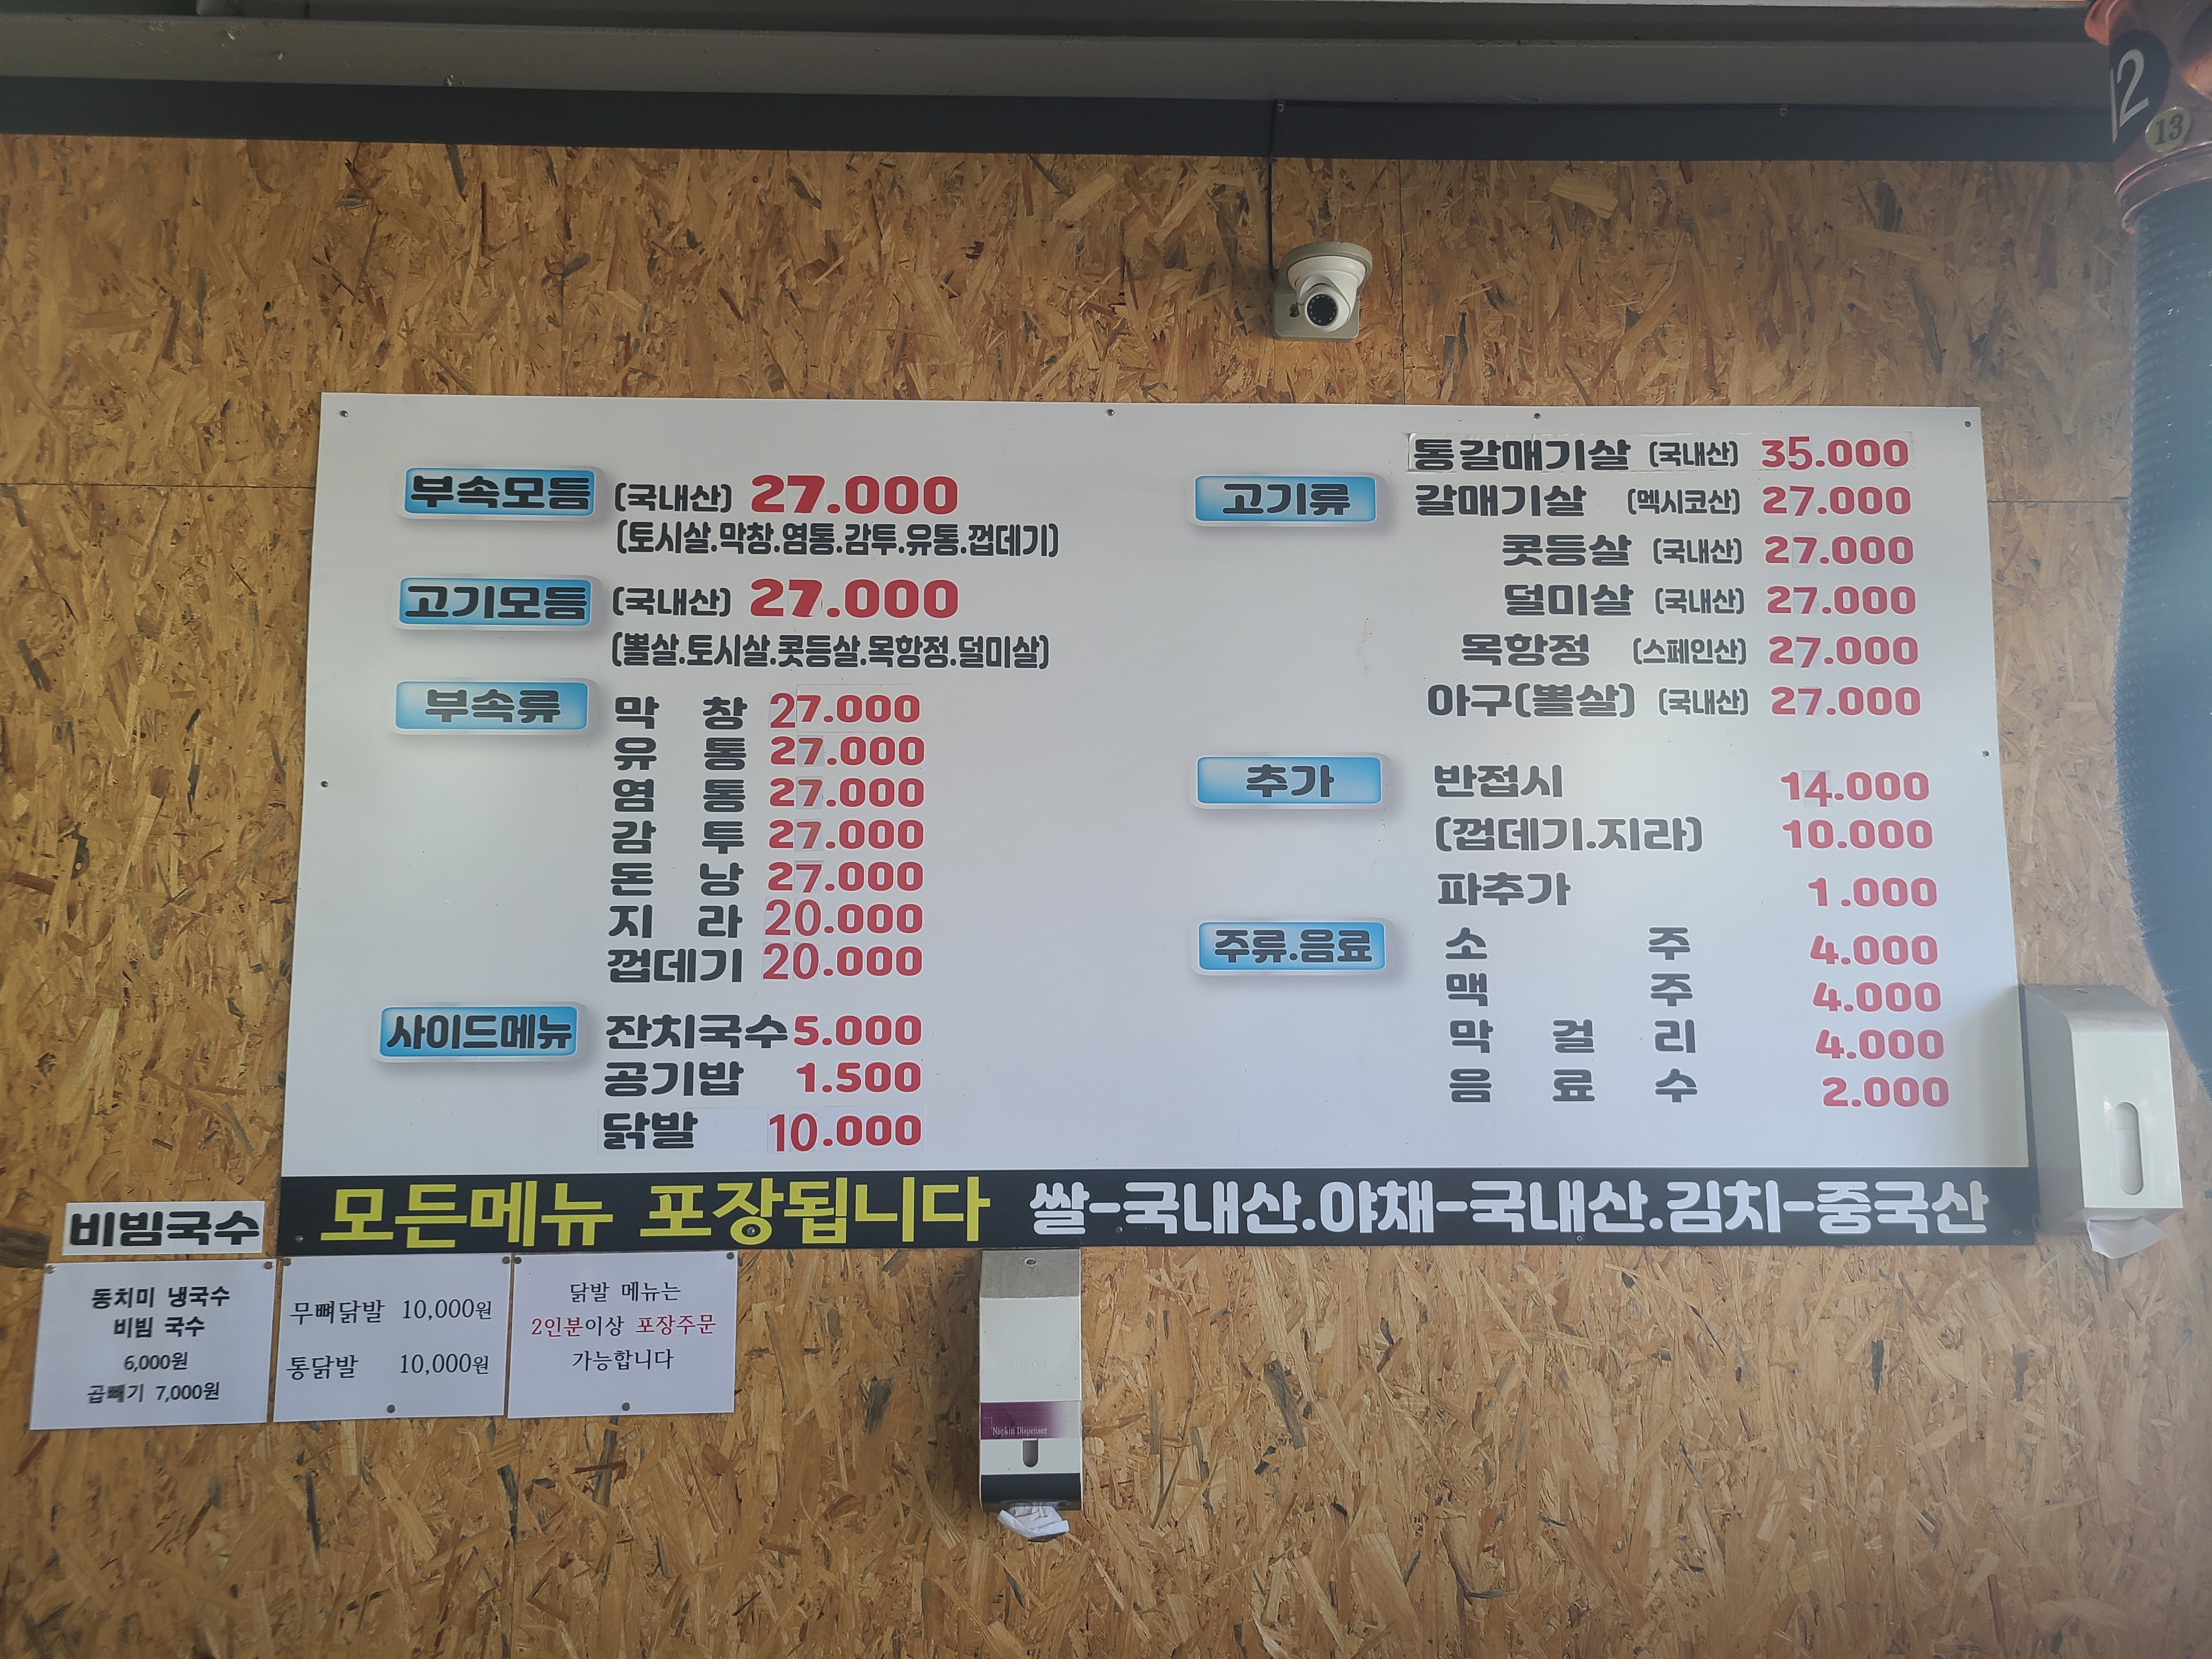 12
13
부속모듬 (국내산) 27.000
(토시살.막창.염통.감투.유통.껍데기)
고기모듬 (국내산) 27.000
(뽈살.토시살.콧등살.목항정.덜미살)
부속류 막 창 27.000
유 통 27.000
염 통 27.000
감 투 27.000
돈 낭 27.000
지 라 20.000
껍데기 20.000
사이드메뉴 잔치국수 5.000
공기밥 1.500
닭발 10.000
통갈매기살 (국내산) 35.000
고기류 갈매기살 (멕시코산) 27.000
콧등살 (국내산) 27.000
덜미살 (국내산) 27.000
목항정 (스페인산) 27.000
아구(뽈살) (국내산) 27.000
추가 반접시 14.000
(껍데기.지라) 10.000
파추가 1.000
주류.음료 소 주 4.000
맥 주 4.000
막 걸 리 4.000
음 료 수 2.000
모든메뉴 포장됩니다 쌀-국내산.야채-국내산.김치-중국산
비빔국수
동치미 냉국수
비빔 국수
6,000원
곱빼기 7,000원
무뼈닭발 10,000원
통닭발 10,000원
닭발 메뉴는
2인분이상 포장주문
가능합니다
Napkin Dispenser